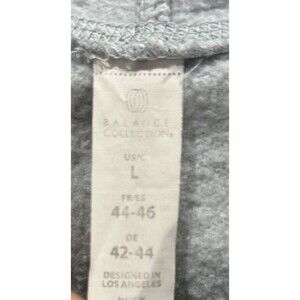 BALANCE
COLLECTION
US/C
L
FR/ES
44-46
DE
42-44
DESIGNED IN
LOS ANGELES